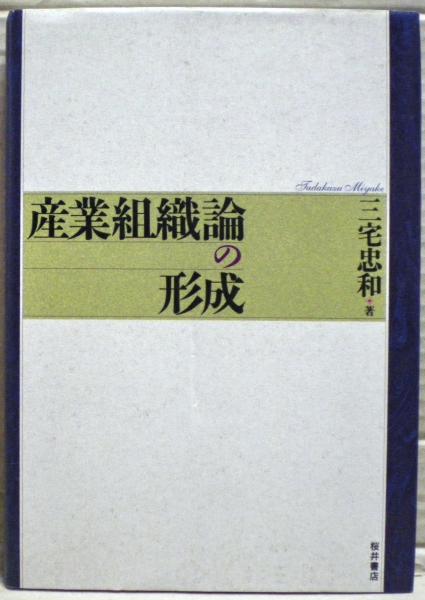 産業組織論
の
形成
Tadakazu Miyake
三宅忠和・著
桜井書店